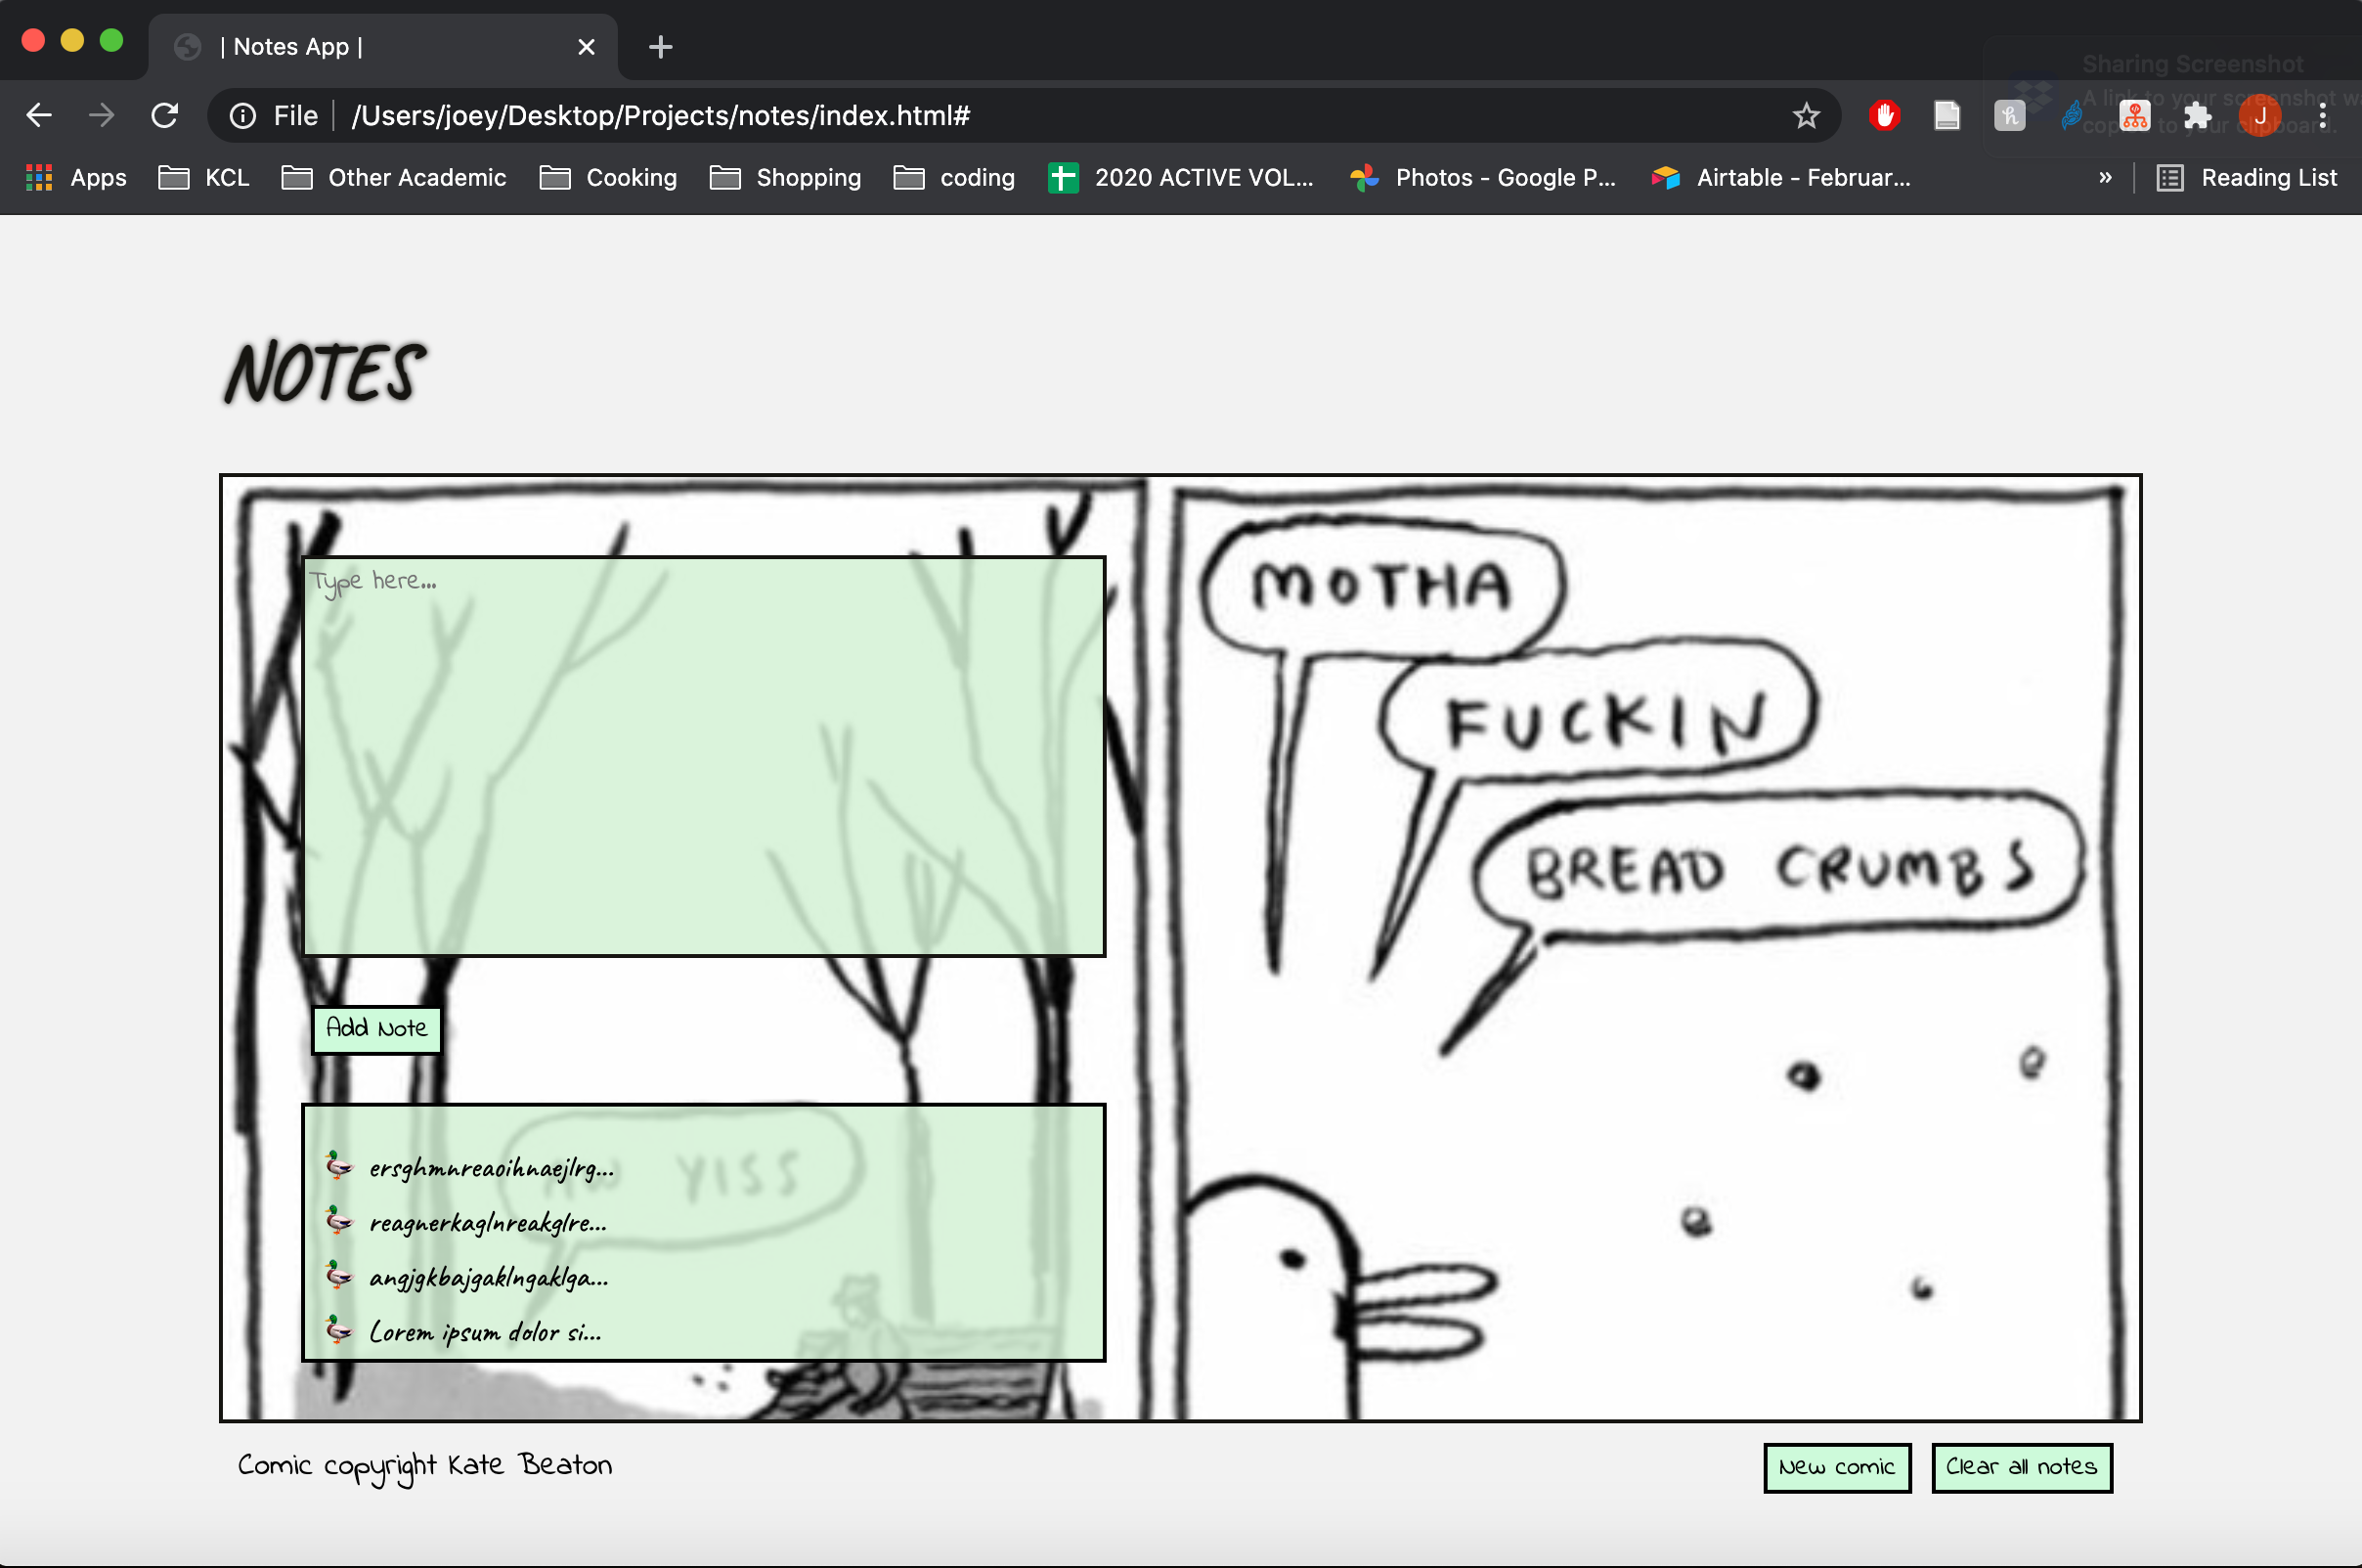 | Notes App |
Sharing Screenshot
A link to your screenshot
copied to your clipboard.
File /Users/joey/Desktop/Projects/notes/index.html# J
Apps KCL Other Academic Cooking Shopping coding 2020 ACTIVE VOL... Photos - Google P... Airtable - Februar... » Reading List
NOTES
Type here...
MOTHA
FUCKIN
BREAD CRUMBS
Add Note
AW YISS
ersghmnreaoihnaejlrg...
reagnerkaglnreakglre...
angjgkbajgaklngaklga...
Lorem ipsum dolor si...
Comic copyright Kate Beaton
New comic
Clear all notes